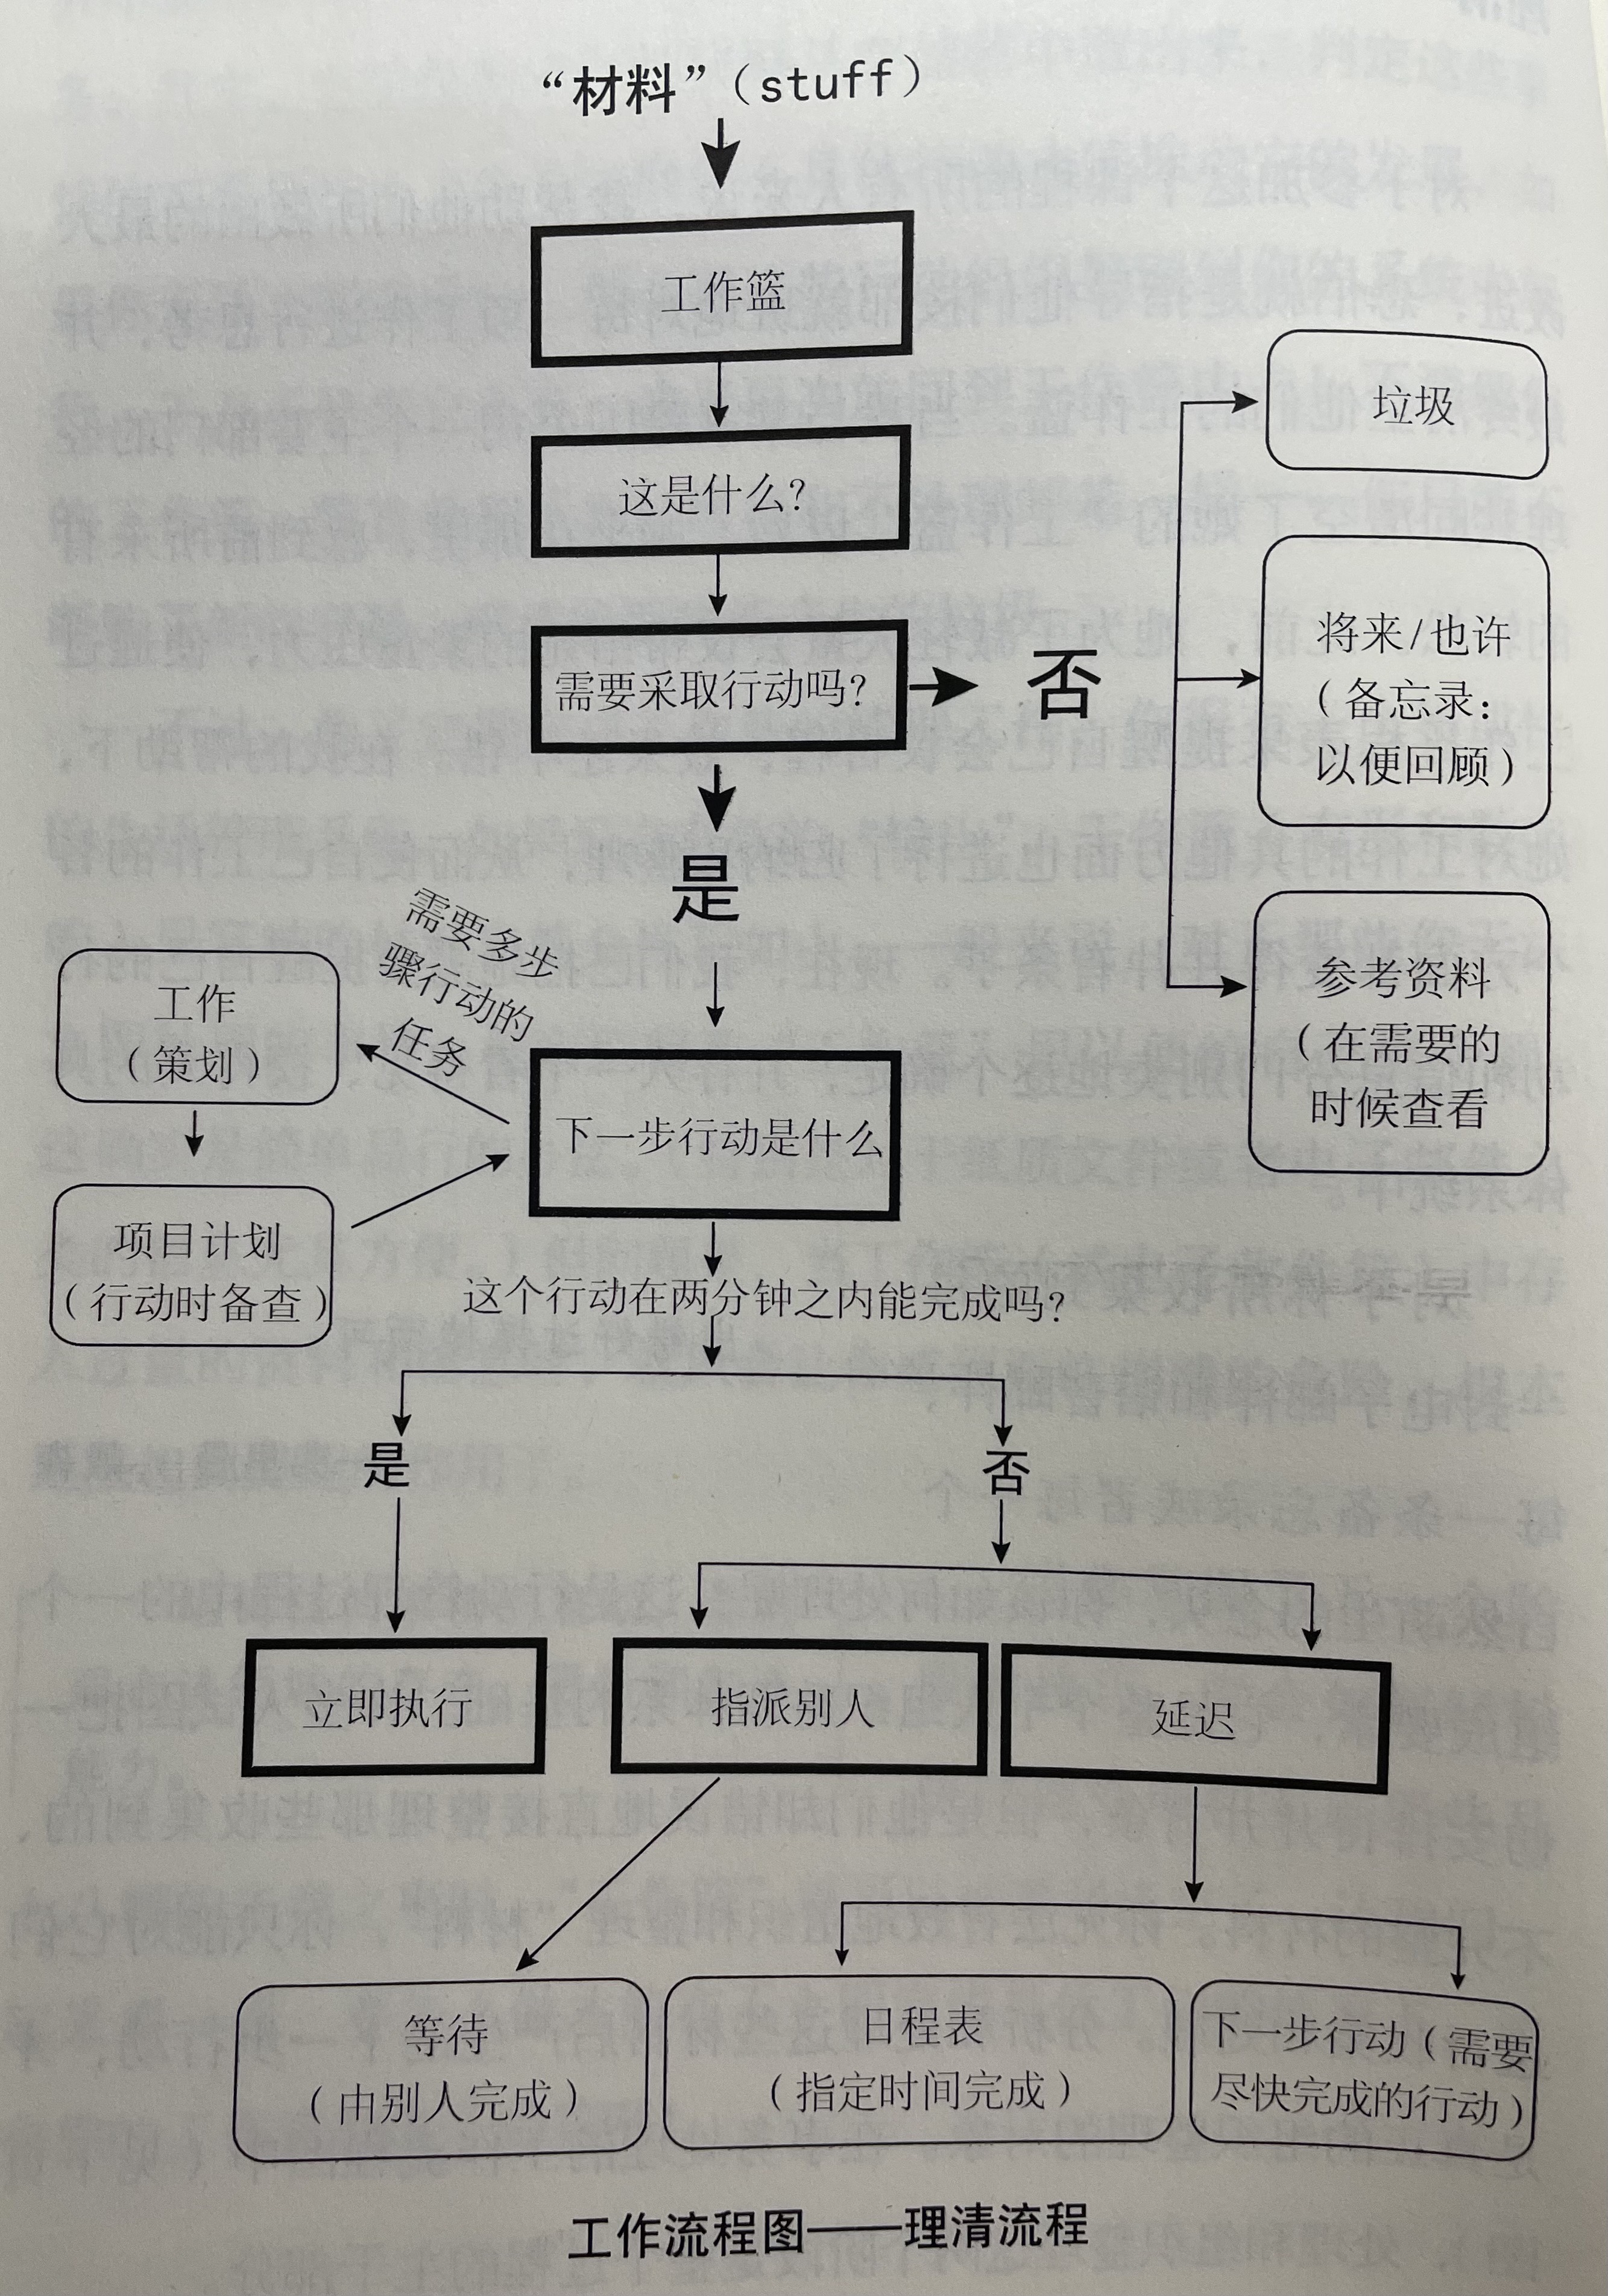 “材料”（stuff）
工作篮
这是什么？
需要采取行动吗？
否
垃圾
将来/也许
（备忘录：
以便回顾）
参考资料
（在需要的
时候查看
是
需要多步
骤行动的
任务
工作
（策划）
下一步行动是什么
项目计划
（行动时备查）
这个行动在两分钟之内能完成吗？
是
否
立即执行
指派别人
延迟
等待
（由别人完成）
日程表
（指定时间完成）
下一步行动（需要
尽快完成的行动）
工作流程图——理清流程